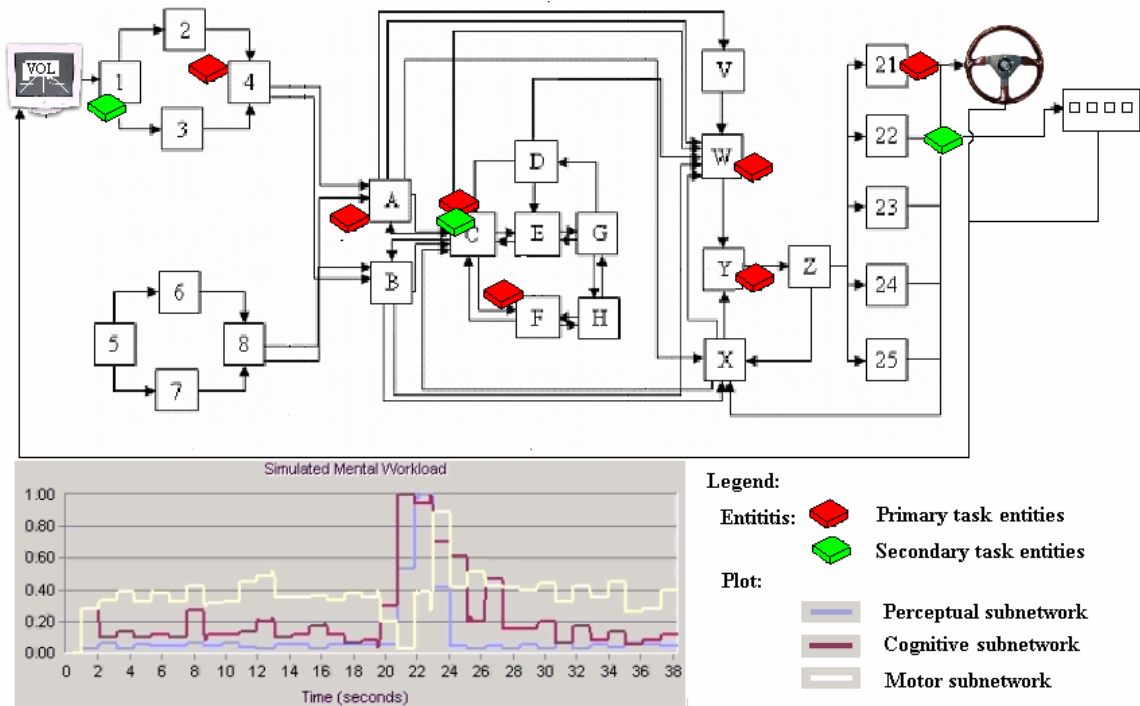 VOL
1
2
3
4
5
6
7
8
A
B
C
D
E
F
G
H
V
W
X
Y
Z
21
22
23
24
25
Simulated Mental Workload
1.00
0.80
0.60
0.40
0.20
0.00
0 2 4 6 8 10 12 14 16 18 20 22 24 26 28 30 32 34 36 38
Time (seconds)
Legend:
Entitits:
Primary task entities
Secondary task entities
Plot:
Perceptual subnetwork
Cognitive subnetwork
Motor subnetwork